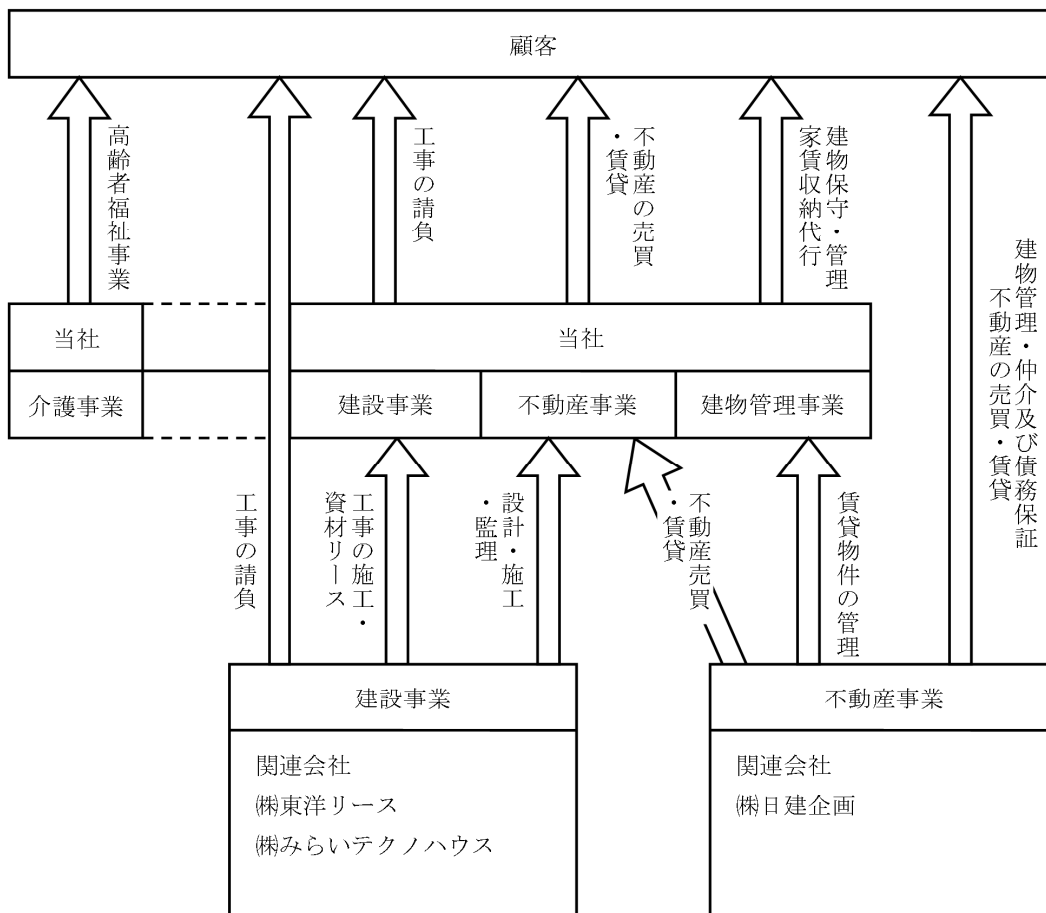 顧客
高齢者福祉事業
工事の請負
不動産の売買
・賃貸
建物保守・管理
家賃収納代行
建物管理・仲介及び債務保証
不動産の売買・賃貸
当社
当社
介護事業
建設事業
不動産事業
建物管理事業
工事の請負
工事の施工・
資材リース
設計・施工
・監理
不動産売買
・賃貸
賃貸物件の管理
建設事業
不動産事業
関連会社
㈱東洋リース
㈱みらいテクノハウス
関連会社
㈱日建企画